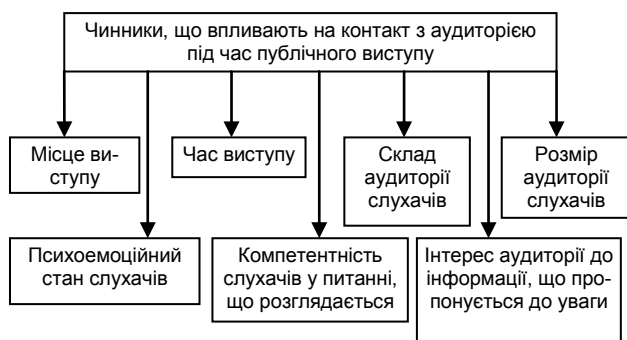 Чинники, що впливають на контакт з аудиторією
під час публічного виступу
Місце ви-
ступу
Час виступу
Склад
аудиторії
слухачів
Розмір
аудиторії
слухачів
Психоемоційний
стан слухачів
Компетентність
слухачів у питанні,
що розглядається
Інтерес аудиторії до
інформації, що про-
понується до уваги